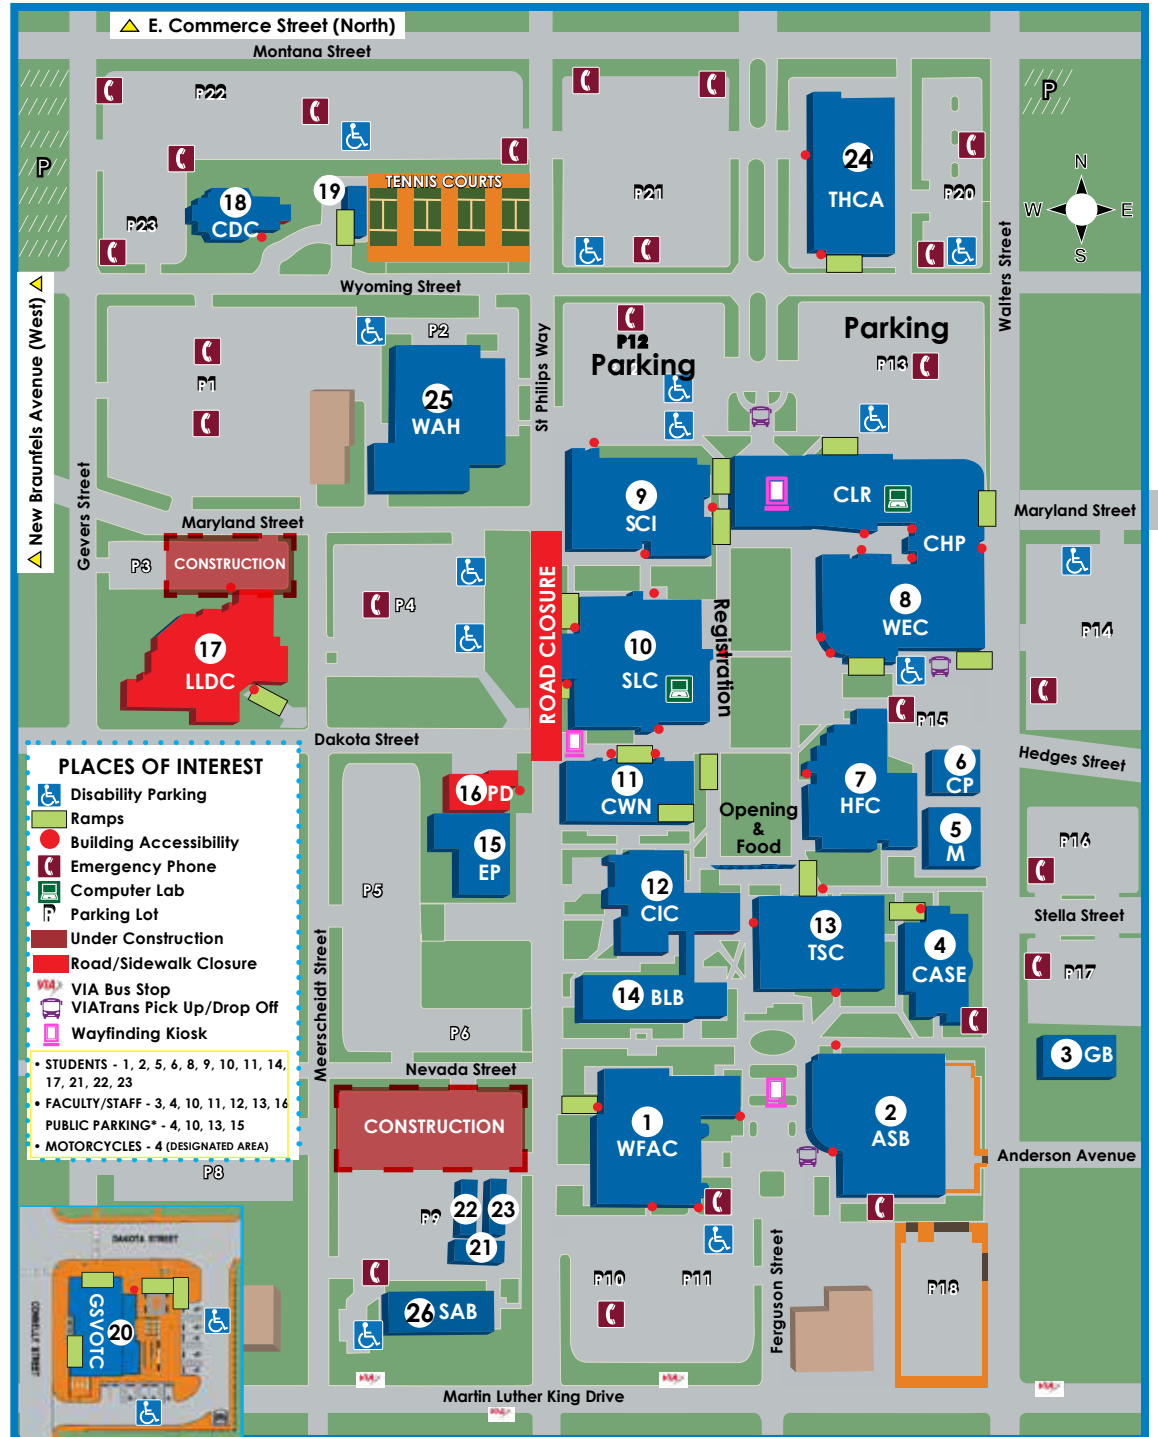 E. Commerce Street (North)
Montana Street
P22
P
P
24
THCA
P20
N
W
E
S
TENNIS COURTS
19
18
CDC
P23
P21
Walters Street
Wyoming Street
New Braunfels Avenue (West)
P2
St Philips Way
P12
Parking
Parking
P13
P1
25
WAH
Gevers Street
9
SCI
CLR
CHP
Maryland Street
Maryland Street
P3
CONSTRUCTION
ROAD CLOSURE
P4
8
WEC
P14
17
LLDC
10
SLC
Registration
P15
Dakota Street
Hedges Street
PLACES OF INTEREST
Disability Parking
Ramps
Building Accessibility
Emergency Phone
Computer Lab
P Parking Lot
Under Construction
Road/Sidewalk Closure
VIA VIA Bus Stop
VIATrans Pick Up/Drop Off
Wayfinding Kiosk
• STUDENTS - 1, 2, 5, 6, 8, 9, 10, 11, 14,
17, 21, 22, 23
• FACULTY/STAFF - 3, 4, 10, 11, 12, 13, 16
PUBLIC PARKING* - 4, 10, 13, 15
• MOTORCYCLES - 4 (DESIGNATED AREA)
16 PD
15
EP
11
CWN
7
HFC
6
CP
5
M
Opening
&
Food
P16
P5
12
CIC
13
TSC
4
CASE
Stella Street
P17
14 BLB
Meerscheidt Street
P6
3 GB
Nevada Street
CONSTRUCTION
1
WFAC
2
ASB
Anderson Avenue
P8
P9
22
23
21
Ferguson Street
P10
P11
P18
26 SAB
DAKOTA STREET
CONNELLY STREET
GSVOTC
20
VIA
VIA
VIA
VIA
Martin Luther King Drive